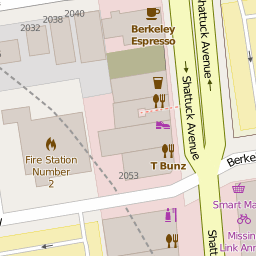 2040
2038
2032
Berkeley
Espresso
Shattuck Avenue
Shattuck Avenue
Fire Station
Number
2
T Bunz
2053
Berke
Smart Ma
Missin
Link Ann
Shatt